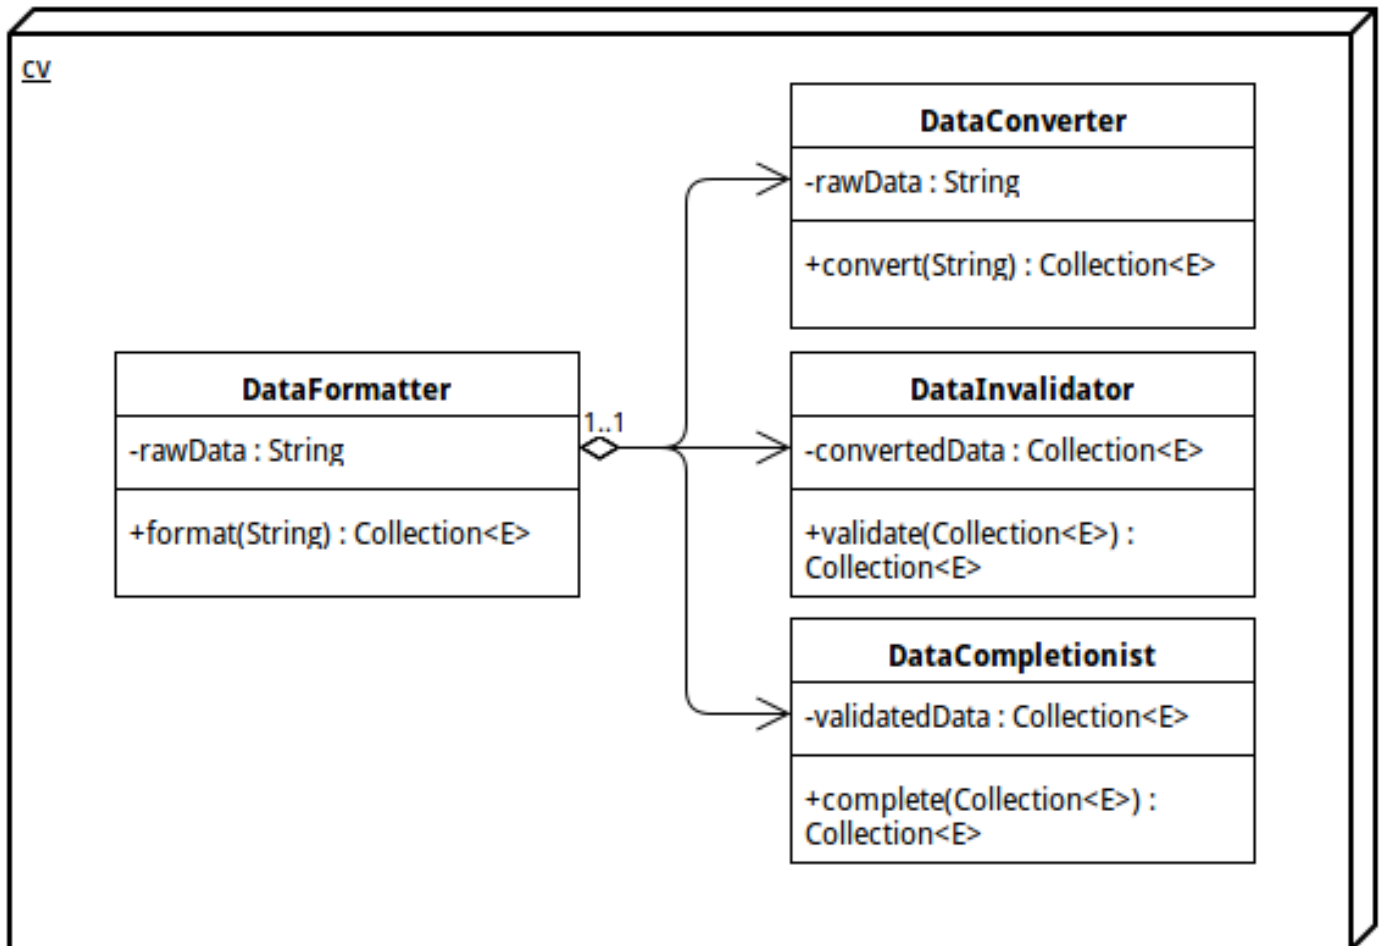 cv
DataConverter
-rawData : String
+convert(String) : Collection<E>
DataFormatter
-rawData : String
+format(String) : Collection<E>
1..1
DataInvalidator
-convertedData : Collection<E>
+validate(Collection<E>) :
Collection<E>
DataCompletionist
-validatedData : Collection<E>
+complete(Collection<E>) :
Collection<E>